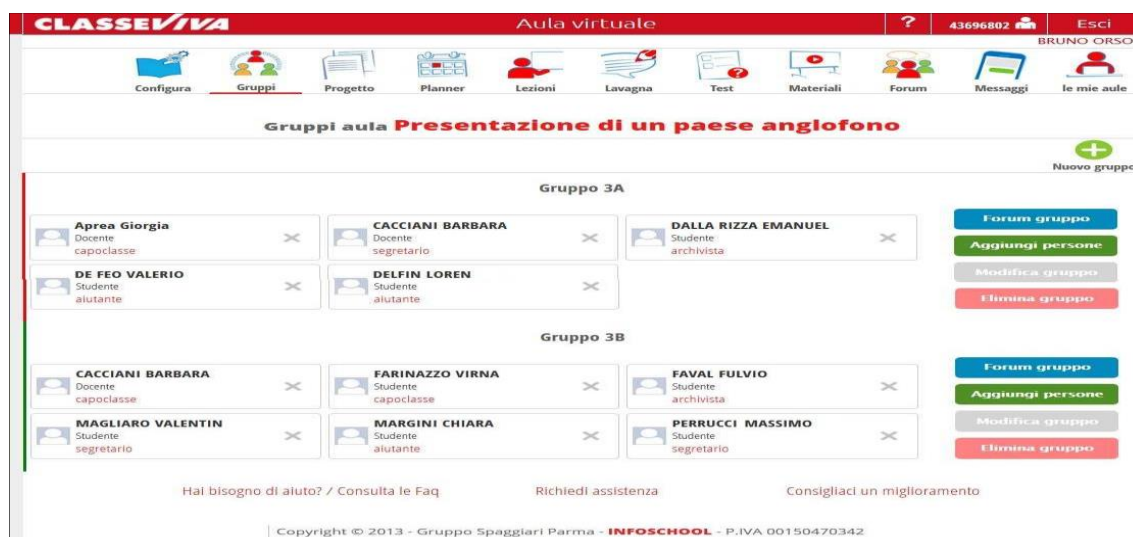 CLASSEVIVA Aula virtuale ? 43696802 Esci
BRUNO ORSO
Configura Gruppi Progetto Planner Lezioni Lavagna Test Materiali Forum Messaggi le mie aule
Gruppi aula Presentazione di un paese anglofono
Nuovo gruppo
Gruppo 3A
Aprea Giorgia
Docente
capoclasse
CACCIANI BARBARA
Docente
segretario
DALLA RIZZA EMANUEL
Studente
archivista
DE FEO VALERIO
Studente
aiutante
DELFIN LOREN
Studente
aiutante
Forum gruppo
Aggiungi persone
Modifica gruppo
Elimina gruppo
Gruppo 3B
CACCIANI BARBARA
Docente
capoclasse
FARINAZZO VIRNA
Studente
capoclasse
FAVAL FULVIO
Studente
archivista
MAGLIARO VALENTIN
Studente
segretario
MARGINI CHIARA
Studente
aiutante
PERRUCCI MASSIMO
Studente
segretario
Forum gruppo
Aggiungi persone
Modifica gruppo
Elimina gruppo
Hai bisogno di aiuto? / Consulta le Faq Richiedi assistenza Consigliaci un miglioramento
Copyright © 2013 - Gruppo Spaggiari Parma - INFOSCHOOL - P.IVA 00150470342